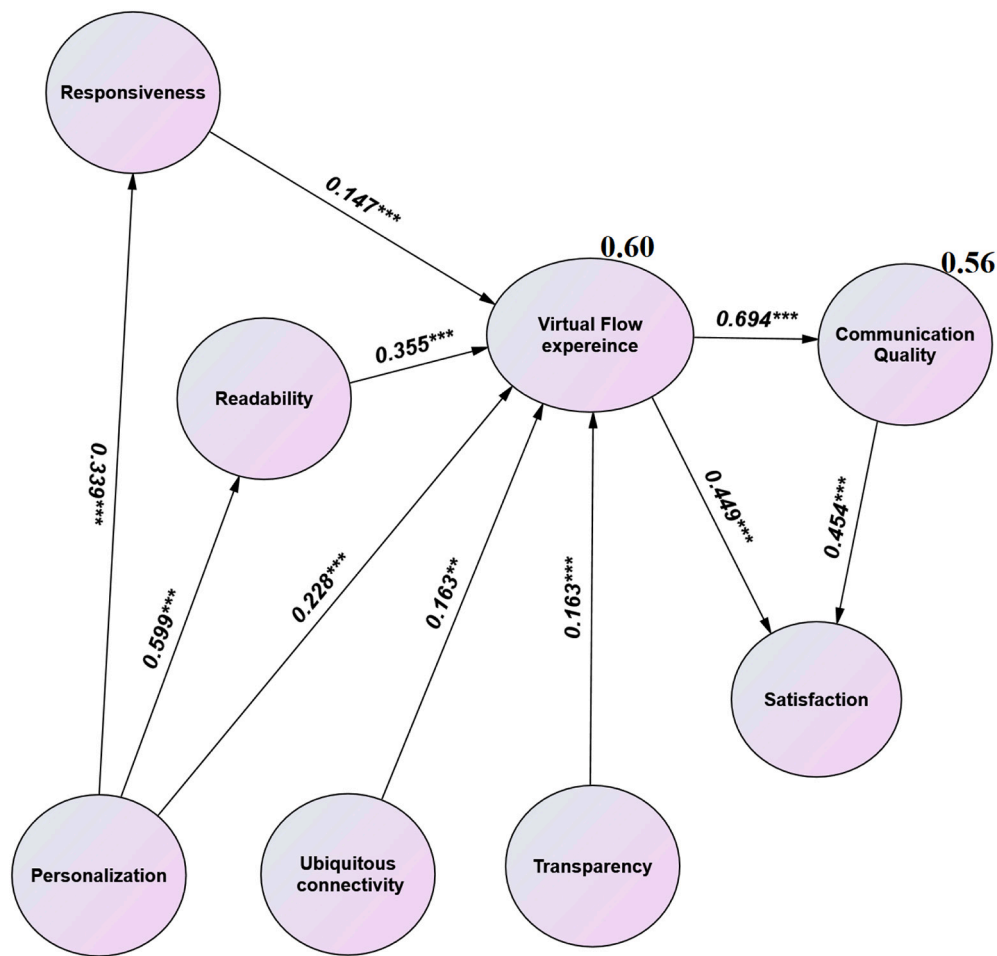 Responsiveness
0.147***
0.60
0.56
Virtual Flow
expereince
0.694***
Communication
Quality
0.355***
Readability
0.339***
0.599***
0.228***
0.163**
0.163***
0.449***
0.454***
Satisfaction
Personalization
Ubiquitous
connectivity
Transparency